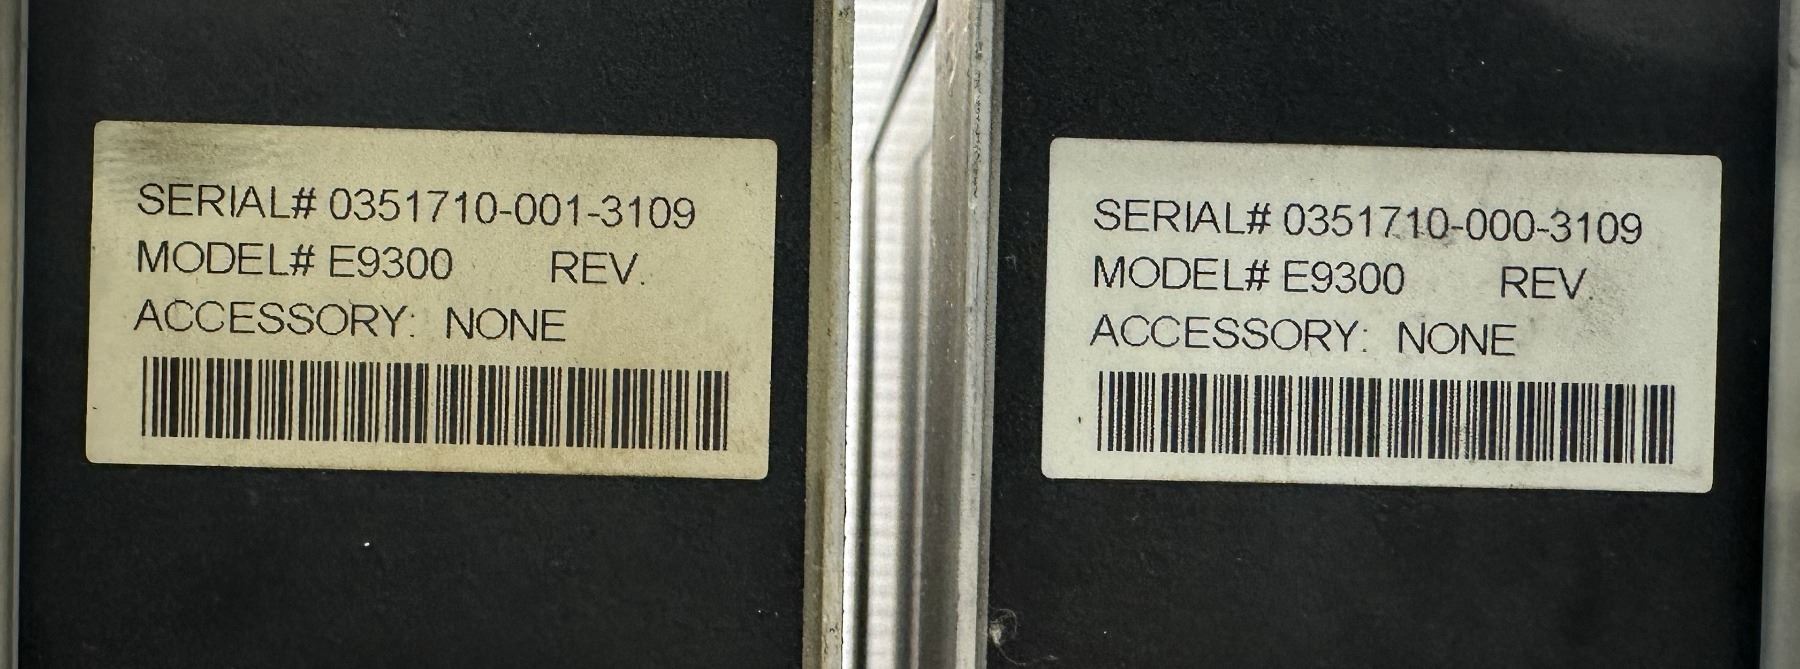 SERIAL# 0351710-001-3109
MODEL# E9300 REV.
ACCESSORY: NONE
SERIAL# 0351710-000-3109
MODEL# E9300 REV.
ACCESSORY: NONE